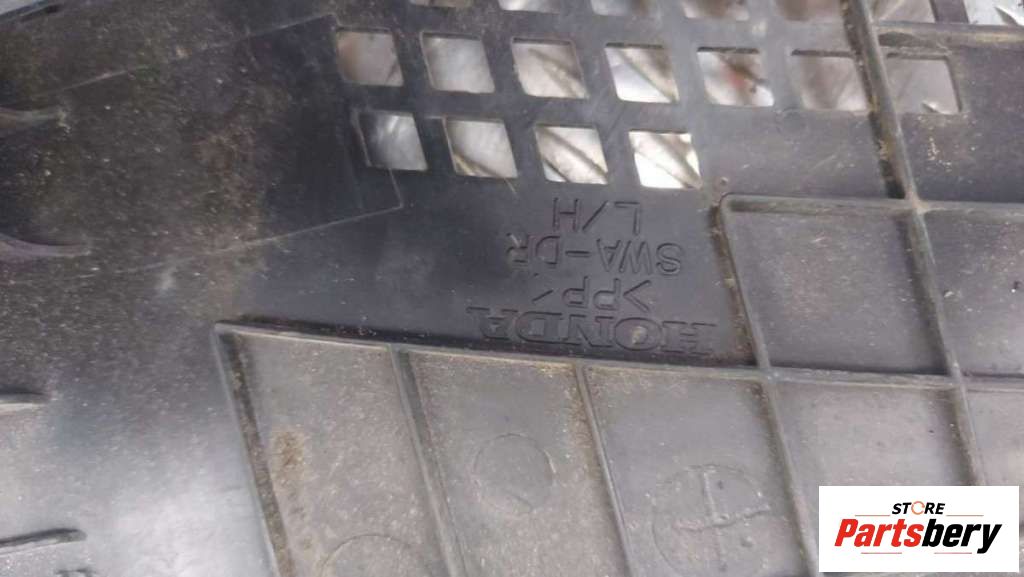 HONDA
>PP<
SWA-DR
L/H
STORE
Partsbery